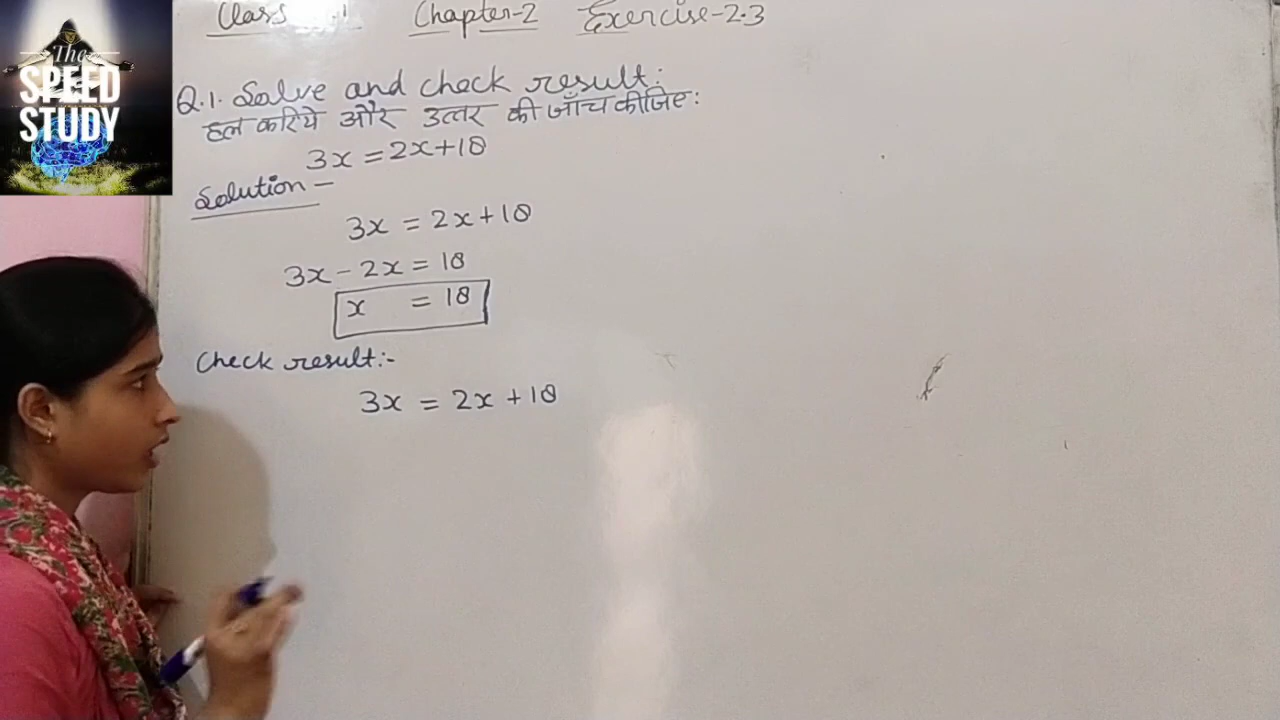 The
SPEED
STUDY
Class Chapter-2 Exercise-2.3
Q.1. Solve and check result:
हल करिये और उत्तर की जाँच कीजिए:
3x = 2x+18
Solution -
3x = 2x+18
3x - 2x = 18
x = 18
Check result:-
3x = 2x + 18